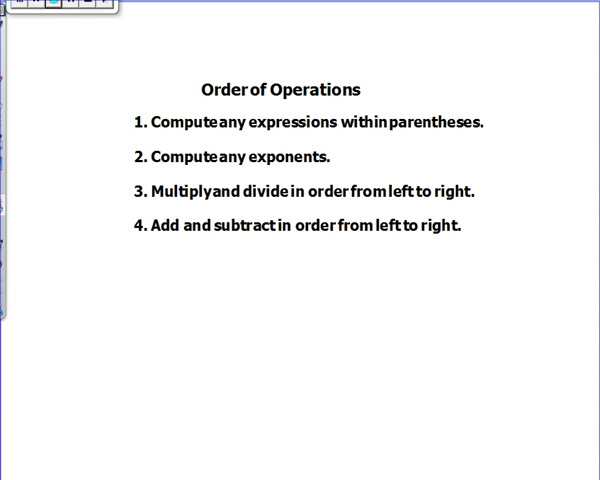 Order of Operations
1. Compute any expressions within parentheses.
2. Compute any exponents.
3. Multiply and divide in order from left to right.
4. Add and subtract in order from left to right.